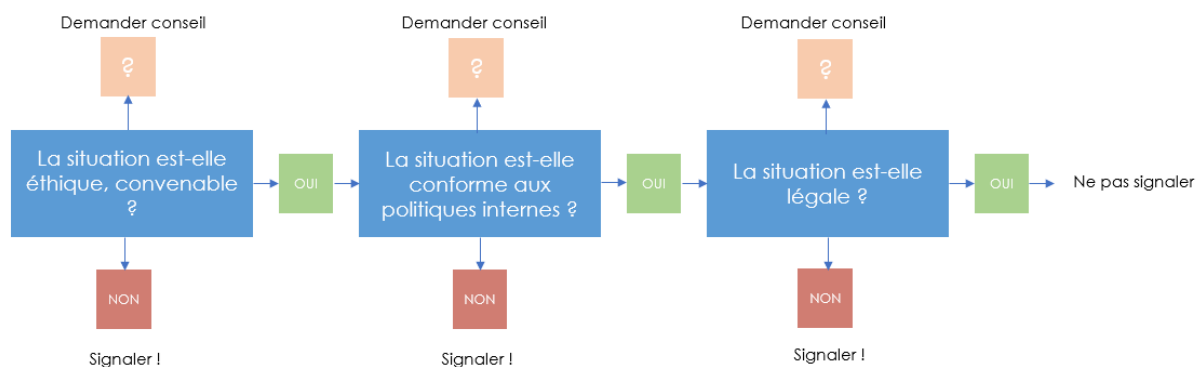 Demander conseil
Demander conseil
Demander conseil
?
?
?
La situation est-elle
éthique, convenable
?
OUI
La situation est-elle
conforme aux
politiques internes ?
OUI
La situation est-elle
légale ?
OUI
Ne pas signaler
NON
NON
NON
Signaler !
Signaler !
Signaler !